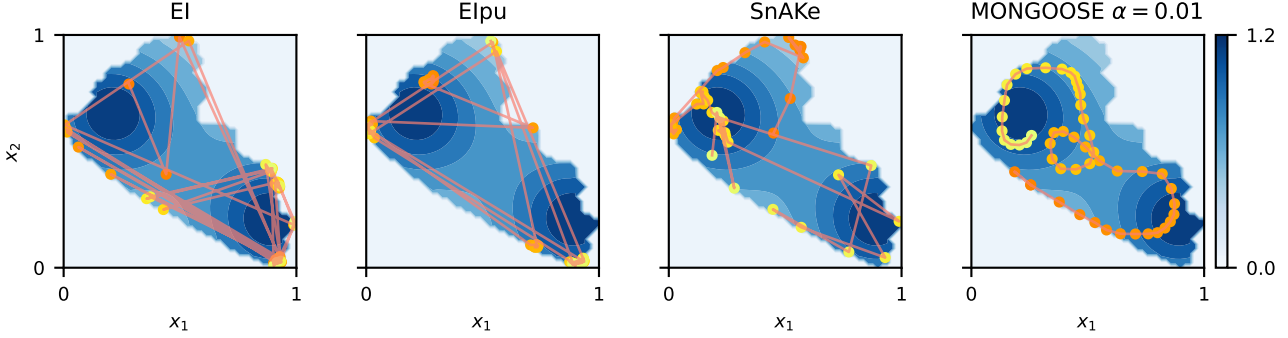 EI EIpu SnAKe MONGOOSE α = 0.01
1 1.2
x₂
0 0.0
0 1 0 1 0 1 0 1
x₁ x₁ x₁ x₁